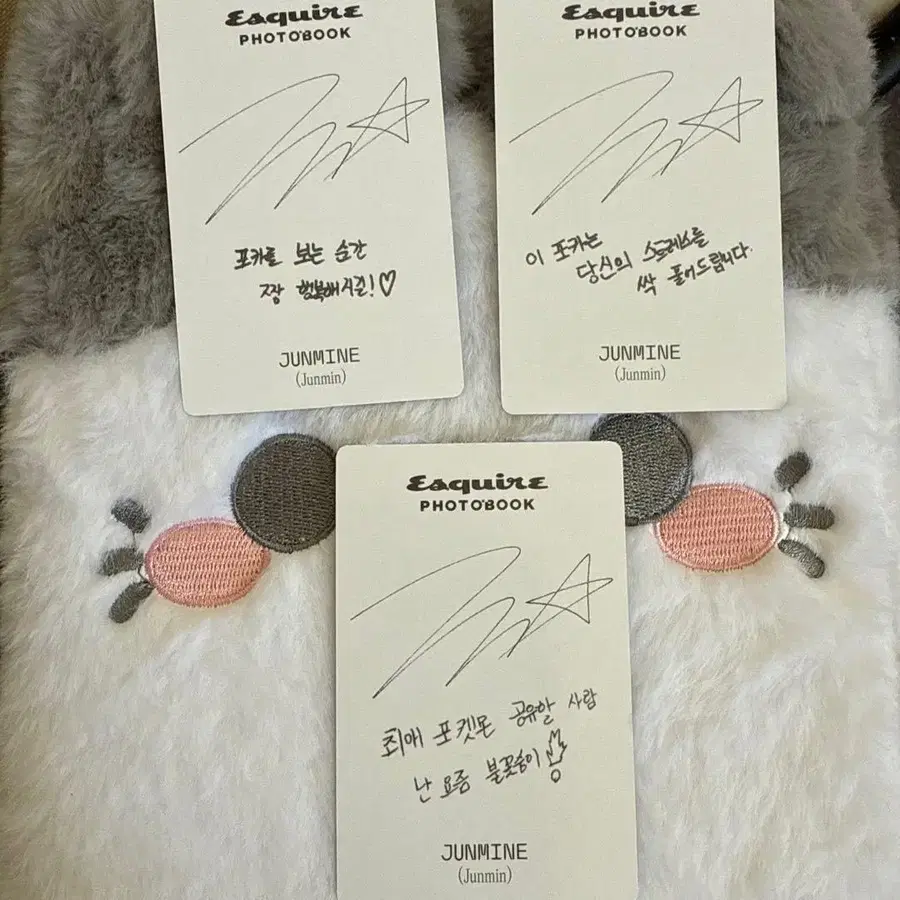 Esquire
PHOTOBOOK
포카를 보는 순간
짱 행복해지길!♡
JUNMINE
(Junmin)
Esquire
PHOTOBOOK
이 포카는
당신의 스트레스를
싹 풀어드립니다.
JUNMINE
(Junmin)
Esquire
PHOTOBOOK
최애 포켓몬 공유할 사람
난 요즘 불꽃숭이
JUNMINE
(Junmin)